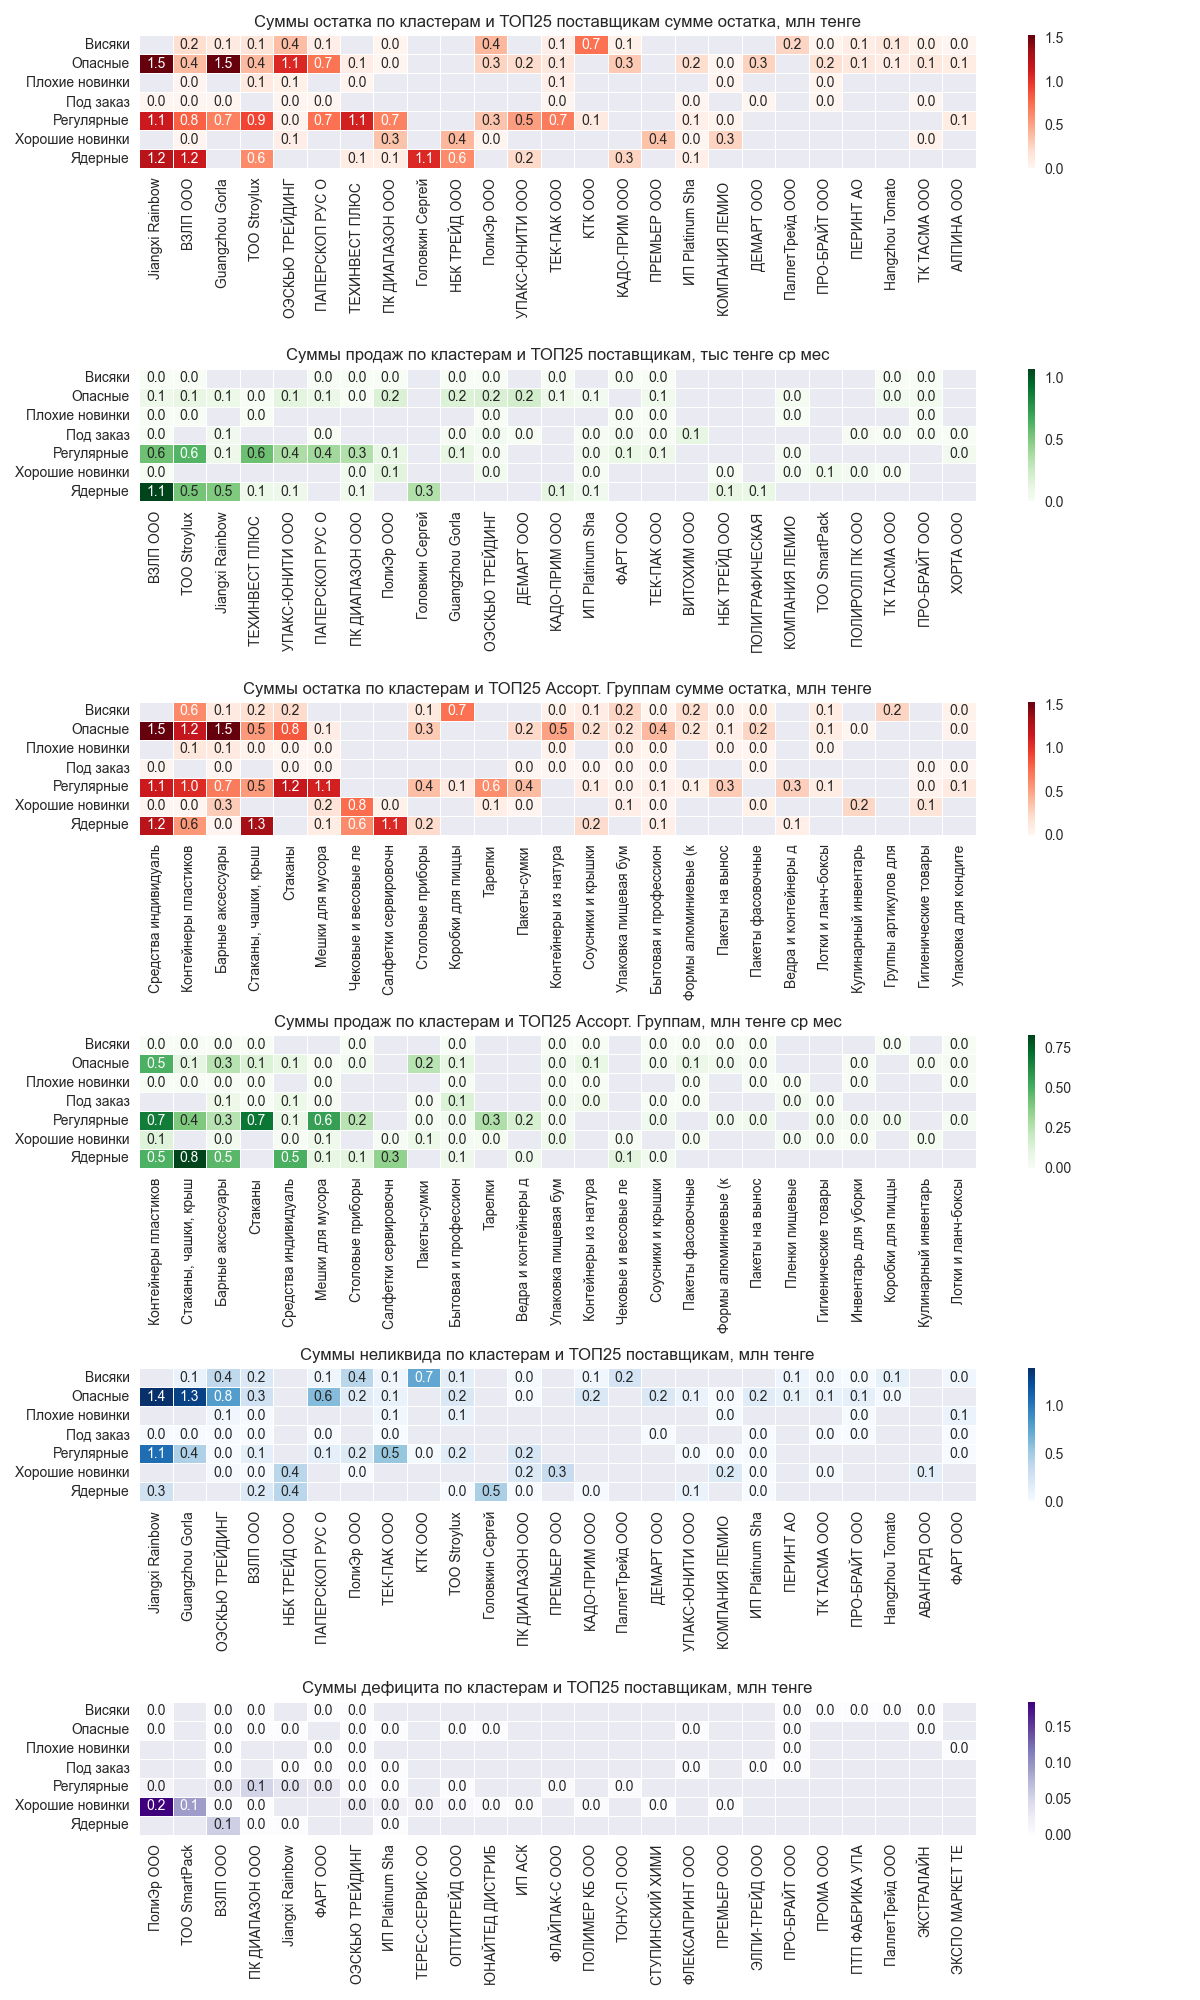 Суммы остатка по кластерам и ТОП25 поставщикам сумме остатка, млн тенге
Висяки 0.2 0.1 0.1 0.4 0.1 0.0 0.4 0.1 0.7 0.1 0.2 0.0 0.1 0.1 0.0 0.0
Опасные 1.5 0.4 1.5 0.4 1.1 0.7 0.1 0.0 0.3 0.2 0.1 0.3 0.2 0.0 0.3 0.2 0.1 0.1 0.1 0.1
Плохие новинки 0.0 0.1 0.1 0.0 0.1 0.0 0.0
Под заказ 0.0 0.0 0.0 0.0 0.0 0.0 0.0 0.0 0.0 0.0
Регулярные 1.1 0.8 0.7 0.9 0.0 0.7 1.1 0.7 0.3 0.5 0.7 0.1 0.1 0.0 0.1
Хорошие новинки 0.0 0.1 0.3 0.4 0.0 0.4 0.0 0.3 0.0
Ядерные 1.2 1.2 0.6 0.1 0.1 1.1 0.6 0.2 0.3 0.1
1.5
1.0
0.5
0.0
Jiangxi Rainbow
ВЗЛП ООО
Guangzhou Gorla
ТОО Stroylux
ОЭСКЬЮ ТРЕЙДИНГ
ПАПЕРСКОП РУС О
ТЕХИНВЕСТ ПЛЮС
ПК ДИАПАЗОН ООО
Головкин Сергей
НБК ТРЕЙД ООО
ПолиЭр ООО
УПАКС-ЮНИТИ ООО
ТЕК-ПАК ООО
КТК ООО
КАДО-ПРИМ ООО
ПРЕМЬЕР ООО
ИП Platinum Sha
КОМПАНИЯ ЛЕМИО
ДЕМАРТ ООО
ПаллетТрейд ООО
ПРО-БРАЙТ ООО
ПЕРИНТ АО
Hangzhou Tomato
ТК ТАСМА ООО
АЛПИНА ООО
Суммы продаж по кластерам и ТОП25 поставщикам, тыс тенге ср мес
Висяки 0.0 0.0 0.0 0.0 0.0 0.0 0.0 0.0 0.0 0.0 0.0 0.0
Опасные 0.1 0.1 0.1 0.0 0.1 0.1 0.0 0.2 0.2 0.2 0.2 0.1 0.1 0.1 0.0 0.0 0.0
Плохие новинки 0.0 0.0 0.0 0.0 0.0 0.0 0.0 0.0
Под заказ 0.0 0.1 0.0 0.0 0.0 0.0 0.0 0.0 0.0 0.1 0.0 0.0 0.0 0.0
Регулярные 0.6 0.6 0.1 0.6 0.4 0.4 0.3 0.1 0.1 0.0 0.0 0.1 0.1 0.0 0.0
Хорошие новинки 0.0 0.0 0.1 0.0 0.0 0.0 0.0 0.1 0.0 0.0
Ядерные 1.1 0.5 0.5 0.1 0.1 0.1 0.3 0.1 0.1 0.1 0.1
1.0
0.5
0.0
ВЗЛП ООО
ТОО Stroylux
Jiangxi Rainbow
ТЕХИНВЕСТ ПЛЮС
УПАКС-ЮНИТИ ООО
ПАПЕРСКОП РУС О
ПК ДИАПАЗОН ООО
ПолиЭр ООО
Головкин Сергей
Guangzhou Gorla
ОЭСКЬЮ ТРЕЙДИНГ
ДЕМАРТ ООО
КАДО-ПРИМ ООО
ИП Platinum Sha
ФАРТ ООО
ТЕК-ПАК ООО
ВИТОХИМ ООО
НБК ТРЕЙД ООО
ПОЛИГРАФИЧЕСКАЯ
КОМПАНИЯ ЛЕМИО
ТОО SmartPack
ПОЛИРОЛЛ ПК ООО
ТК ТАСМА ООО
ПРО-БРАЙТ ООО
ХОРТА ООО
Суммы остатка по кластерам и ТОП25 Ассорт. Группам сумме остатка, млн тенге
Висяки 0.6 0.1 0.2 0.2 0.1 0.7 0.0 0.1 0.2 0.0 0.2 0.0 0.0 0.1 0.2 0.0
Опасные 1.5 1.2 1.5 0.5 0.8 0.1 0.3 0.2 0.5 0.2 0.2 0.4 0.2 0.1 0.2 0.1 0.0 0.0
Плохие новинки 0.1 0.1 0.0 0.0 0.0 0.0 0.0 0.0 0.0 0.0 0.0
Под заказ 0.0 0.0 0.0 0.0 0.0 0.0 0.0 0.0 0.0 0.0 0.0
Регулярные 1.1 1.0 0.7 0.5 1.2 1.1 0.4 0.1 0.6 0.4 0.1 0.0 0.1 0.1 0.3 0.3 0.1 0.0 0.1
Хорошие новинки 0.0 0.0 0.3 0.2 0.8 0.0 0.1 0.0 0.1 0.0 0.0 0.2 0.1
Ядерные 1.2 0.6 0.0 1.3 0.1 0.6 1.1 0.2 0.2 0.1 0.1
1.5
1.0
0.5
0.0
Средства индивидуаль
Контейнеры пластиков
Барные аксессуары
Стаканы, чашки, крыш
Стаканы
Мешки для мусора
Чековые и весовые ле
Салфетки сервировочн
Столовые приборы
Коробки для пиццы
Тарелки
Пакеты-сумки
Контейнеры из натура
Соусники и крышки
Упаковка пищевая бум
Бытовая и профессион
Формы алюминиевые (к
Пакеты на вынос
Пакеты фасовочные
Ведра и контейнеры д
Лотки и ланч-боксы
Кулинарный инвентарь
Группы артикулов для
Гигиенические товары
Упаковка для кондите
Суммы продаж по кластерам и ТОП25 Ассорт. Группам, млн тенге ср мес
Висяки 0.0 0.0 0.0 0.0 0.0 0.0 0.0 0.0 0.0 0.0 0.0 0.0 0.0 0.0
Опасные 0.5 0.1 0.3 0.1 0.1 0.0 0.0 0.2 0.1 0.0 0.1 0.0 0.1 0.0 0.0 0.0 0.0 0.0
Плохие новинки 0.0 0.0 0.0 0.0 0.0 0.0 0.0 0.0 0.0 0.0 0.0 0.0 0.0
Под заказ 0.1 0.0 0.1 0.0 0.0 0.1 0.0 0.0 0.0 0.0 0.0 0.0
Регулярные 0.7 0.4 0.3 0.7 0.1 0.6 0.2 0.0 0.0 0.3 0.2 0.0 0.0 0.0 0.0 0.0 0.0 0.0 0.0
Хорошие новинки 0.1 0.0 0.0 0.1 0.0 0.1 0.0 0.0 0.0 0.0 0.0 0.0 0.0 0.0 0.0
Ядерные 0.5 0.8 0.5 0.5 0.1 0.1 0.3 0.1 0.0 0.1 0.0
0.75
0.50
0.25
0.00
Контейнеры пластиков
Стаканы, чашки, крыш
Барные аксессуары
Стаканы
Средства индивидуаль
Мешки для мусора
Столовые приборы
Салфетки сервировочн
Пакеты-сумки
Бытовая и профессион
Тарелки
Ведра и контейнеры д
Упаковка пищевая бум
Контейнеры из натура
Чековые и весовые ле
Соусники и крышки
Пакеты фасовочные
Формы алюминиевые (к
Пакеты на вынос
Пленки пищевые
Гигиенические товары
Инвентарь для уборки
Коробки для пиццы
Кулинарный инвентарь
Лотки и ланч-боксы
Суммы неликвида по кластерам и ТОП25 поставщикам, млн тенге
Висяки 0.1 0.4 0.2 0.1 0.4 0.1 0.7 0.1 0.0 0.1 0.2 0.1 0.0 0.0 0.1 0.0
Опасные 1.4 1.3 0.8 0.3 0.6 0.2 0.1 0.2 0.0 0.2 0.2 0.1 0.0 0.2 0.1 0.1 0.1 0.0
Плохие новинки 0.1 0.0 0.1 0.1 0.0 0.0 0.1
Под заказ 0.0 0.0 0.0 0.0 0.0 0.0 0.0 0.0 0.0 0.0 0.0
Регулярные 1.1 0.4 0.0 0.1 0.1 0.2 0.5 0.0 0.2 0.2 0.0 0.0 0.0 0.0
Хорошие новинки 0.0 0.0 0.4 0.0 0.2 0.3 0.2 0.0 0.0 0.1
Ядерные 0.3 0.2 0.4 0.0 0.5 0.0 0.0 0.1 0.0
1.0
0.5
0.0
Jiangxi Rainbow
Guangzhou Gorla
ОЭСКЬЮ ТРЕЙДИНГ
ВЗЛП ООО
НБК ТРЕЙД ООО
ПАПЕРСКОП РУС О
ПолиЭр ООО
ТЕК-ПАК ООО
КТК ООО
ТОО Stroylux
Головкин Сергей
ПК ДИАПАЗОН ООО
ПРЕМЬЕР ООО
КАДО-ПРИМ ООО
ПаллетТрейд ООО
ДЕМАРТ ООО
УПАКС-ЮНИТИ ООО
КОМПАНИЯ ЛЕМИО
ИП Platinum Sha
ПЕРИНТ АО
ТК ТАСМА ООО
ПРО-БРАЙТ ООО
Hangzhou Tomato
АВАНГАРД ООО
ФАРТ ООО
Суммы дефицита по кластерам и ТОП25 поставщикам, млн тенге
Висяки 0.0 0.0 0.0 0.0 0.0 0.0 0.0 0.0 0.0 0.0
Опасные 0.0 0.0 0.0 0.0 0.0 0.0 0.0 0.0 0.0 0.0 0.0
Плохие новинки 0.0 0.0 0.0 0.0 0.0
Под заказ 0.0 0.0 0.0 0.0 0.0 0.0 0.0 0.0
Регулярные 0.0 0.0 0.1 0.0 0.0 0.0 0.0 0.0 0.0 0.0
Хорошие новинки 0.2 0.1 0.0 0.0 0.0 0.0 0.0 0.0 0.0 0.0 0.0 0.0 0.0
Ядерные 0.1 0.0 0.0 0.0
0.15
0.10
0.05
0.00
ПолиЭр ООО
ТОО SmartPack
ВЗЛП ООО
ПК ДИАПАЗОН ООО
Jiangxi Rainbow
ФАРТ ООО
ОЭСКЬЮ ТРЕЙДИНГ
ИП Platinum Sha
ТЕРЕС-СЕРВИС ОО
ОПТИТРЕЙД ООО
ЮНАЙТЕД ДИСТРИБ
ИП АСК
ФЛАЙПАК-С ООО
ПОЛИМЕР КБ ООО
ТОНУС-Л ООО
СТУПИНСКИЙ ХИМИ
ФЛЕКСАПРИНТ ООО
ПРЕМЬЕР ООО
ЭЛПИ-ТРЕЙД ООО
ПРО-БРАЙТ ООО
ПРОМА ООО
ПТП ФАБРИКА УПА
ПаллетТрейд ООО
ЭКСТРАЛАЙН
ЭКСПО МАРКЕТ ТЕ